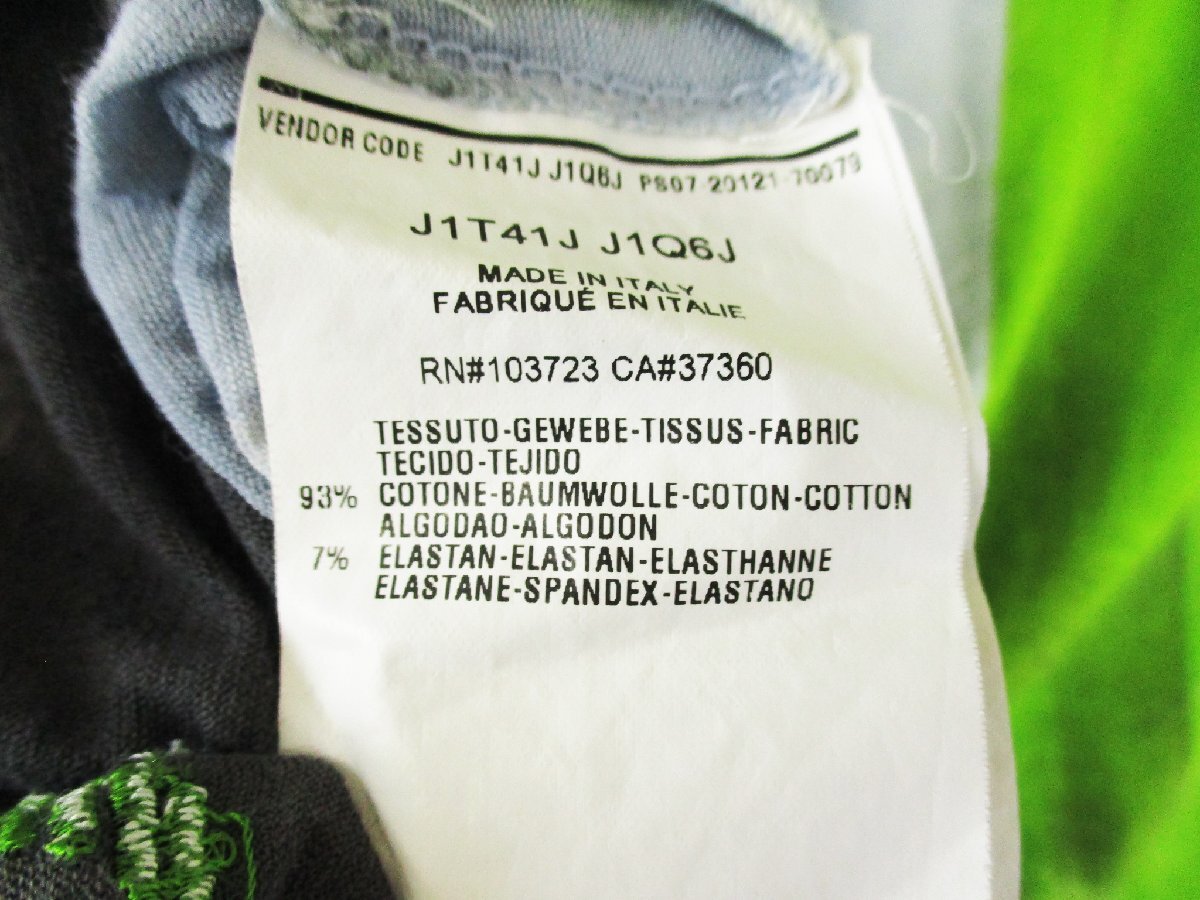 VENDOR CODE J1T41J J1Q6J PS07-20121-70079
J1T41J J1Q6J
MADE IN ITALY
FABRIQUÉ EN ITALIE
RN#103723 CA#37360
TESSUTO-GEWEBE-TISSUS-FABRIC
TECIDO-TEJIDO
93% COTONE-BAUMWOLLE-COTON-COTTON
ALGODAO-ALGODON
7% ELASTAN-ELASTAN-ELASTHANNE
ELASTANE-SPANDEX-ELASTANO